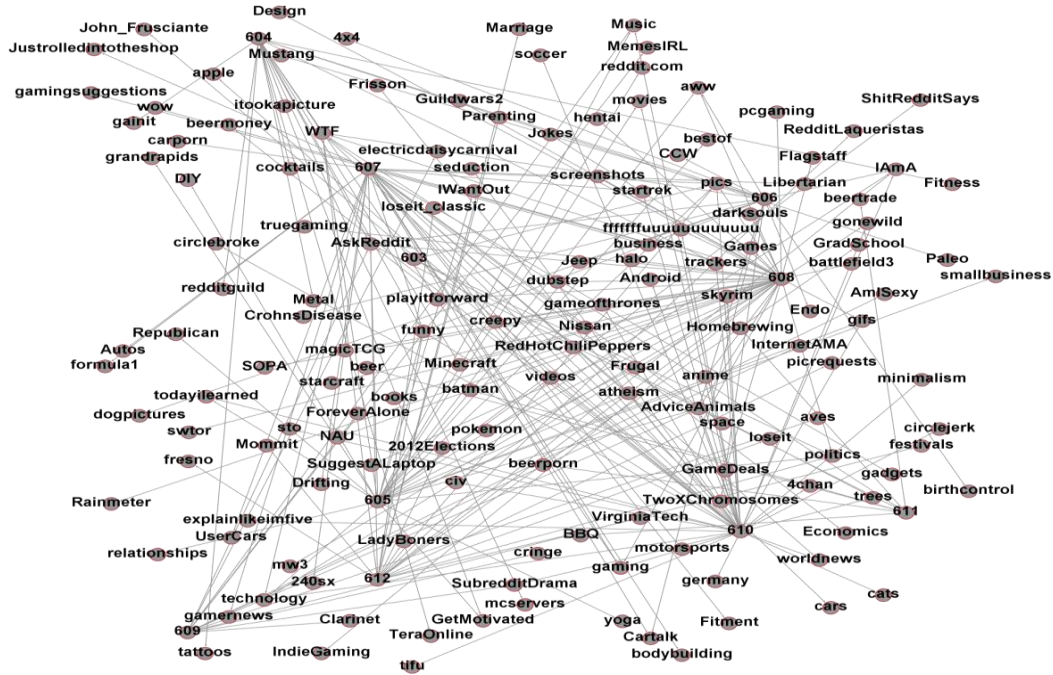 Design
John_Frusciante
604
4x4
Marriage
Music
Justrolledintotheshop
Mustang
soccer
MemesIRL
apple
reddit.com
gamingsuggestions
Frisson
aww
wow
itookapicture
Guildwars2
movies
ShitRedditSays
gainit
beermoney
Parenting
hentai
pcgaming
carporn
WTF
Jokes
bestof
RedditLaqueristas
grandrapids
electricdaisycarnival
CCW
Flagstaff
cocktails
607
seduction
screenshots
IAmA
DIY
IWantOut
startrek
pics
Libertarian
Fitness
loseit_classic
606
beertrade
truegaming
darksouls
gonewild
circlebroke
AskReddit
fffffffuuuuuuuuuuuu
603
business
Games
GradSchool
Jeep
halo
trackers
battlefield3
Paleo
redditguild
dubstep
Android
608
smallbusiness
Metal
playitforward
gameofthrones
skyrim
AmISexy
CrohnsDisease
creepy
Endo
Republican
funny
Nissan
Homebrewing
gifs
Autos
magicTCG
RedHotChiliPeppers
InternetAMA
formula1
SOPA
beer
Minecraft
Frugal
picrequests
starcraft
videos
anime
minimalism
todayilearned
books
batman
atheism
dogpictures
ForeverAlone
AdviceAnimals
aves
swtor
sto
pokemon
space
circlejerk
Mommit
NAU
2012Elections
loseit
festivals
fresno
SuggestALaptop
beerporn
politics
Drifting
civ
GameDeals
gadgets
Rainmeter
605
TwoXChromosomes
4chan
trees
birthcontrol
explainlikeimfive
VirginiaTech
610
611
UserCars
LadyBoners
BBQ
Economics
relationships
cringe
motorsports
mw3
612
gaming
worldnews
240sx
SubredditDrama
germany
technology
mcservers
cats
gamernews
cars
609
Clarinet
GetMotivated
yoga
Fitment
TeraOnline
Cartalk
tattoos
IndieGaming
tifu
bodybuilding